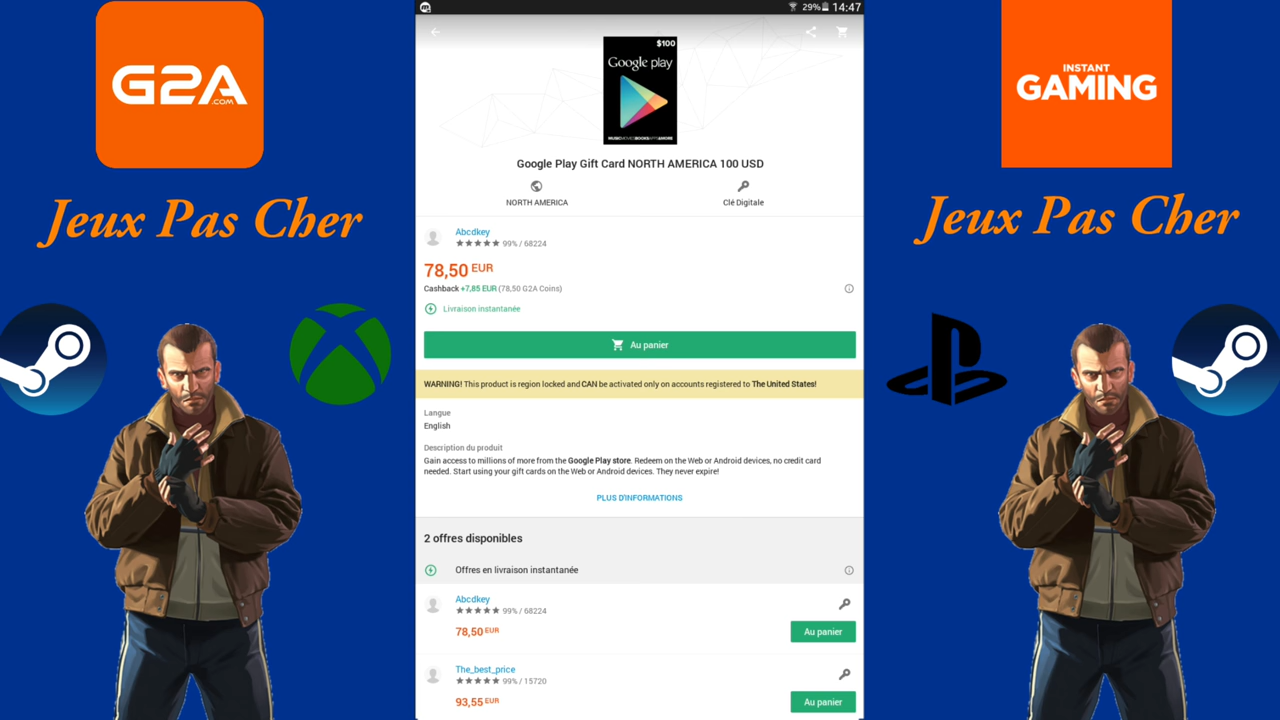 G2A
.COM
Jeux Pas Cher
29% 14:47
$100
Google play
Google Play Gift Card NORTH AMERICA 100 USD
NORTH AMERICA
Clé Digitale
Abcdkey
99% / 68224
78,50 EUR
Cashback +7,85 EUR (78,50 G2A Coins)
Livraison instantanée
Au panier
WARNING! This product is region locked and CAN be activated only on accounts registered to The United States!
Langue
English
Description du produit
Gain access to millions of more from the Google Play store. Redeem on the Web or Android devices, no credit card
needed. Start using your gift cards on the Web or Android devices. They never expire!
PLUS D'INFORMATIONS
2 offres disponibles
Offres en livraison instantanée
Abcdkey
99% / 68224
78,50 EUR
Au panier
The_best_price
99% / 15720
93,55 EUR
Au panier
INSTANT
GAMING
Jeux Pas Cher